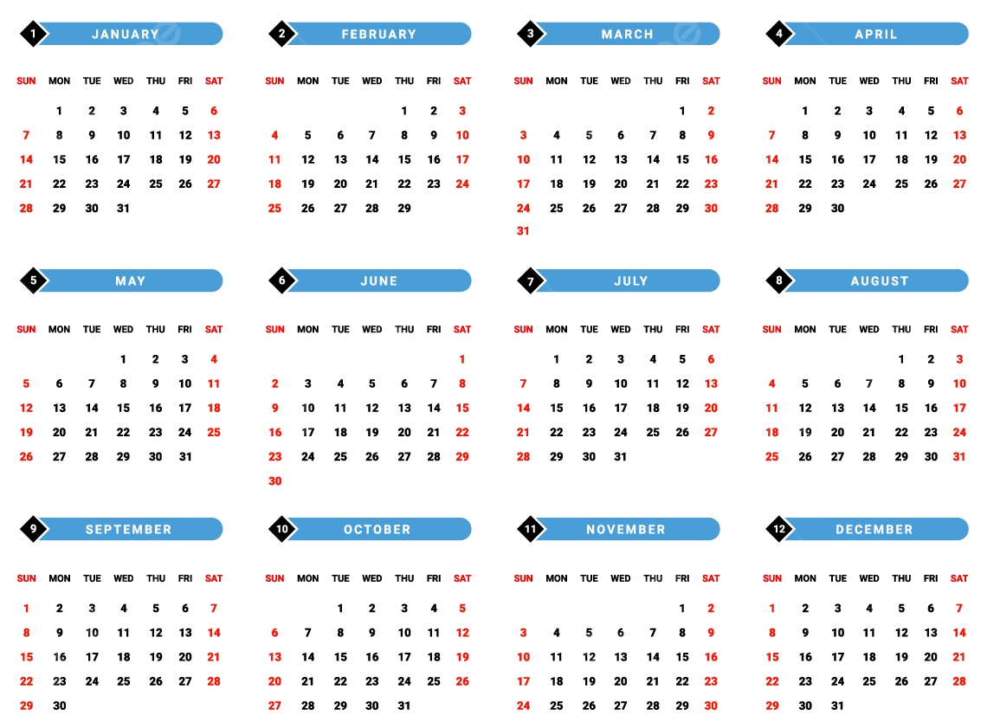 1 JANUARY
SUN MON TUE WED THU FRI SAT
1 2 3 4 5 6
7 8 9 10 11 12 13
14 15 16 17 18 19 20
21 22 23 24 25 26 27
28 29 30 31
2 FEBRUARY
SUN MON TUE WED THU FRI SAT
1 2 3
4 5 6 7 8 9 10
11 12 13 14 15 16 17
18 19 20 21 22 23 24
25 26 27 28 29
3 MARCH
SUN MON TUE WED THU FRI SAT
1 2
3 4 5 6 7 8 9
10 11 12 13 14 15 16
17 18 19 20 21 22 23
24 25 26 27 28 29 30
31
4 APRIL
SUN MON TUE WED THU FRI SAT
1 2 3 4 5 6
7 8 9 10 11 12 13
14 15 16 17 18 19 20
21 22 23 24 25 26 27
28 29 30
5 MAY
SUN MON TUE WED THU FRI SAT
1 2 3 4
5 6 7 8 9 10 11
12 13 14 15 16 17 18
19 20 21 22 23 24 25
26 27 28 29 30 31
6 JUNE
SUN MON TUE WED THU FRI SAT
1
2 3 4 5 6 7 8
9 10 11 12 13 14 15
16 17 18 19 20 21 22
23 24 25 26 27 28 29
30
7 JULY
SUN MON TUE WED THU FRI SAT
1 2 3 4 5 6
7 8 9 10 11 12 13
14 15 16 17 18 19 20
21 22 23 24 25 26 27
28 29 30 31
8 AUGUST
SUN MON TUE WED THU FRI SAT
1 2 3
4 5 6 7 8 9 10
11 12 13 14 15 16 17
18 19 20 21 22 23 24
25 26 27 28 29 30 31
9 SEPTEMBER
SUN MON TUE WED THU FRI SAT
1 2 3 4 5 6 7
8 9 10 11 12 13 14
15 16 17 18 19 20 21
22 23 24 25 26 27 28
29 30
10 OCTOBER
SUN MON TUE WED THU FRI SAT
1 2 3 4 5
6 7 8 9 10 11 12
13 14 15 16 17 18 19
20 21 22 23 24 25 26
27 28 29 30 31
11 NOVEMBER
SUN MON TUE WED THU FRI SAT
1 2
3 4 5 6 7 8 9
10 11 12 13 14 15 16
17 18 19 20 21 22 23
24 25 26 27 28 29 30
12 DECEMBER
SUN MON TUE WED THU FRI SAT
1 2 3 4 5 6 7
8 9 10 11 12 13 14
15 16 17 18 19 20 21
22 23 24 25 26 27 28
29 30 31